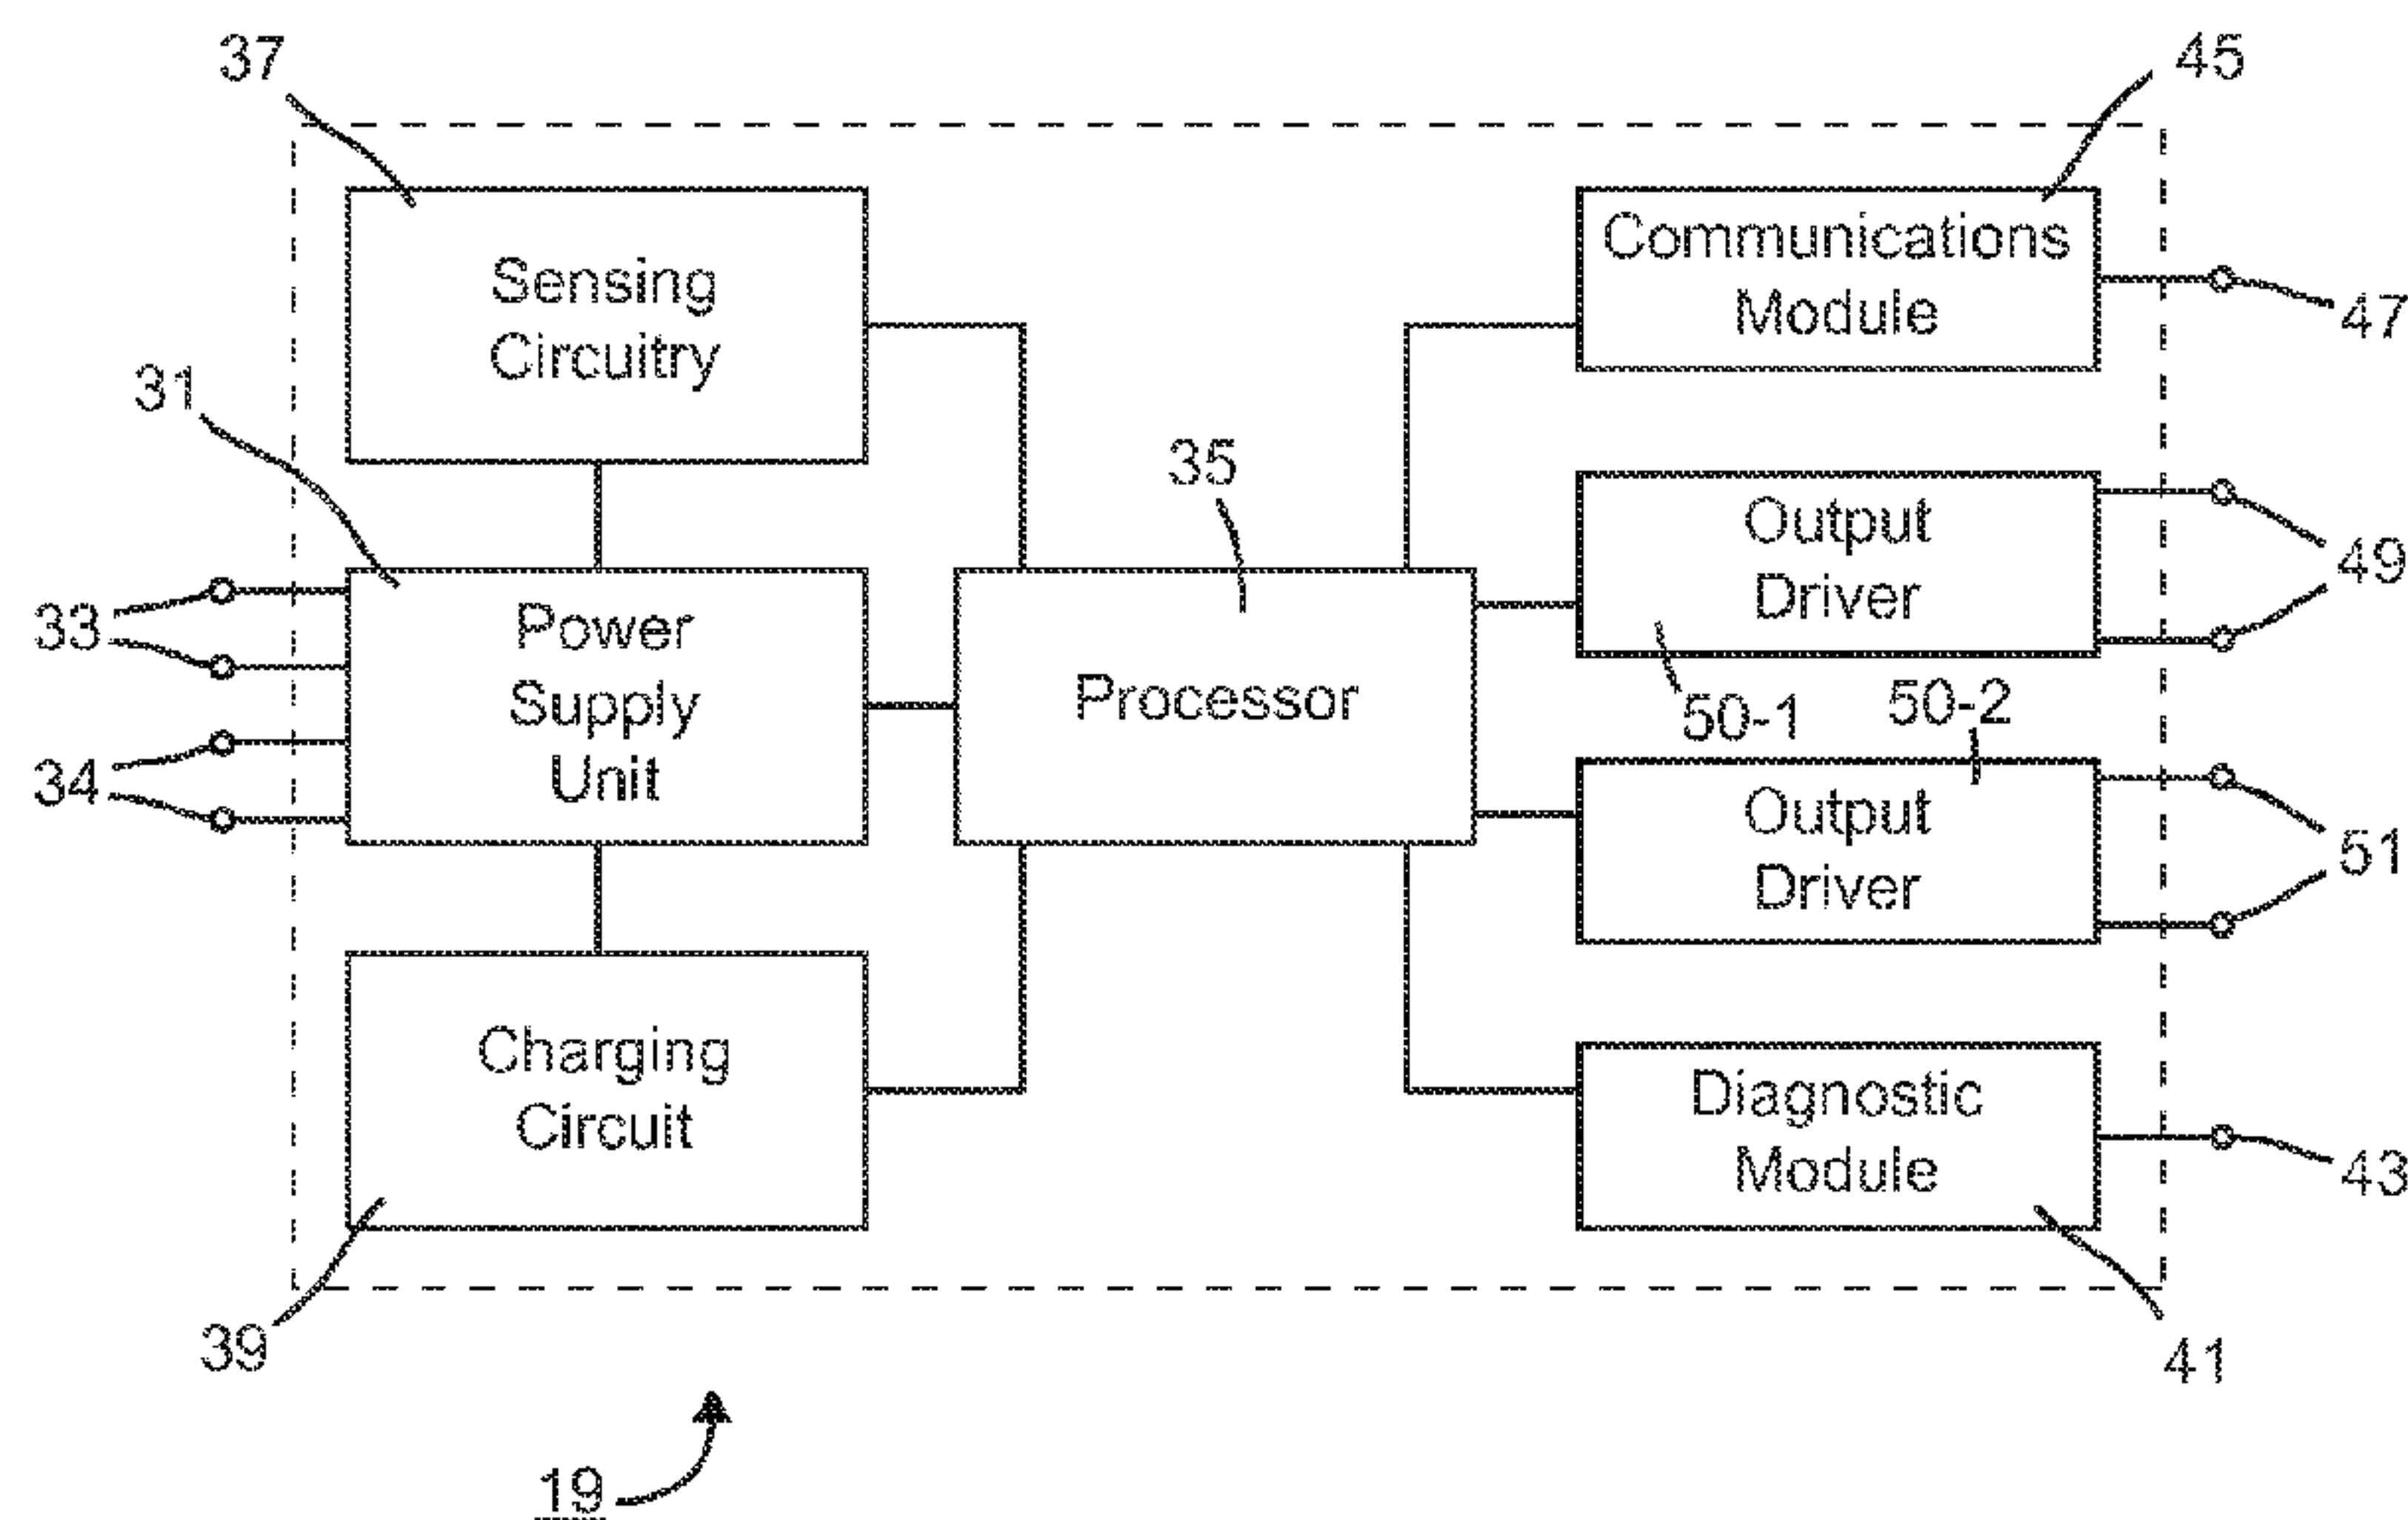 37
45
Sensing
Circuitry
Communications
Module
47
31
35
Output
Driver
49
33
Power
Supply
Unit
34
Processor
50-1
50-2
Output
Driver
51
Charging
Circuit
Diagnostic
Module
43
39
41
19